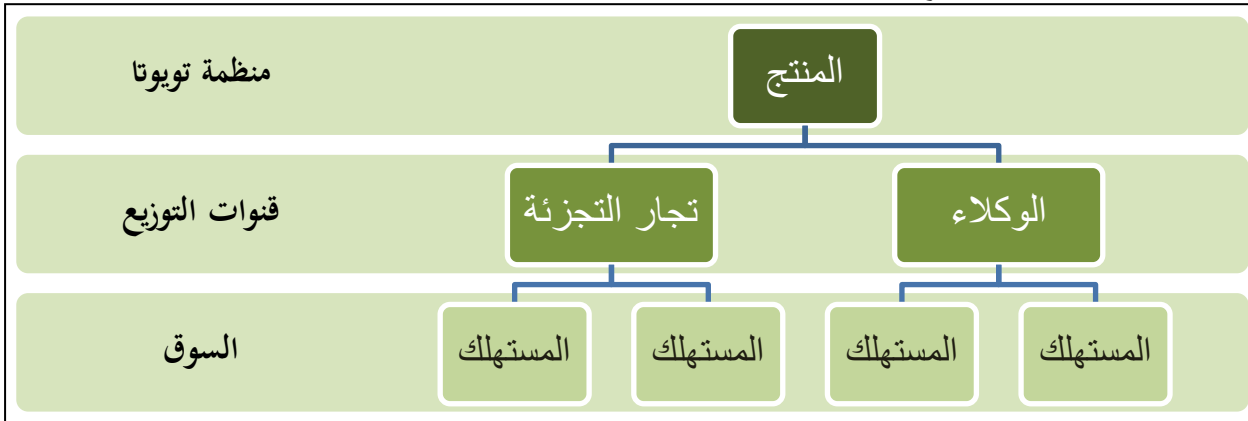 منظمة تويوتا
المنتج
قنوات التوزيع
الوكلاء
تجار التجزئة
السوق
المستهلك
المستهلك
المستهلك
المستهلك